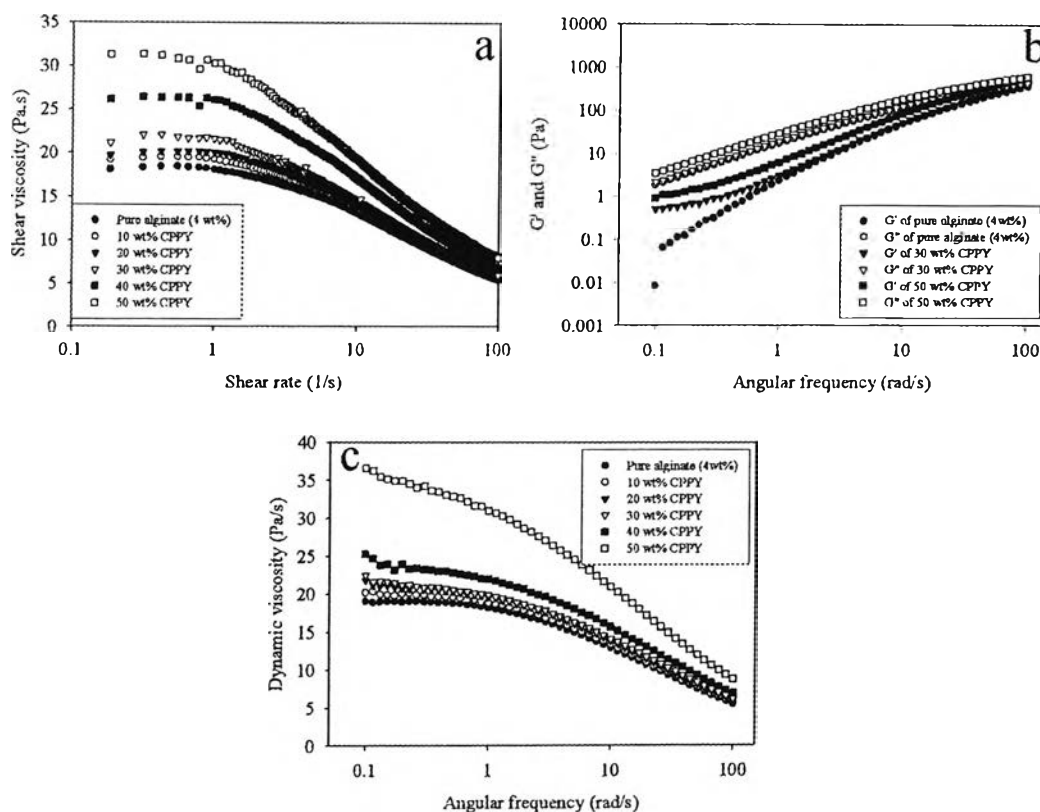 a
Shear viscosity (Pa.s)
35
30
25
20
15
10
5
0
Pure alginate (4 wt%)
10 wt% CPPY
20 wt% CPPY
30 wt% CPPY
40 wt% CPPY
50 wt% CPPY
0.1
1
10
100
Shear rate (1/s)
b
G' and G" (Pa)
10000
1000
100
10
1
0.1
0.01
0.001
G' of pure alginate (4wt%)
G" of pure alginate (4wt%)
G' of 30 wt% CPPY
G" of 30 wt% CPPY
G' of 50 wt% CPPY
G" of 50 wt% CPPY
0.1
1
10
100
Angular frequency (rad/s)
c
Dynamic viscosity (Pa/s)
40
35
30
25
20
15
10
5
0
Pure alginate (4wt%)
10 wt% CPPY
20 wt% CPPY
30 wt% CPPY
40 wt% CPPY
50 wt% CPPY
0.1
1
10
100
Angular frequency (rad/s)